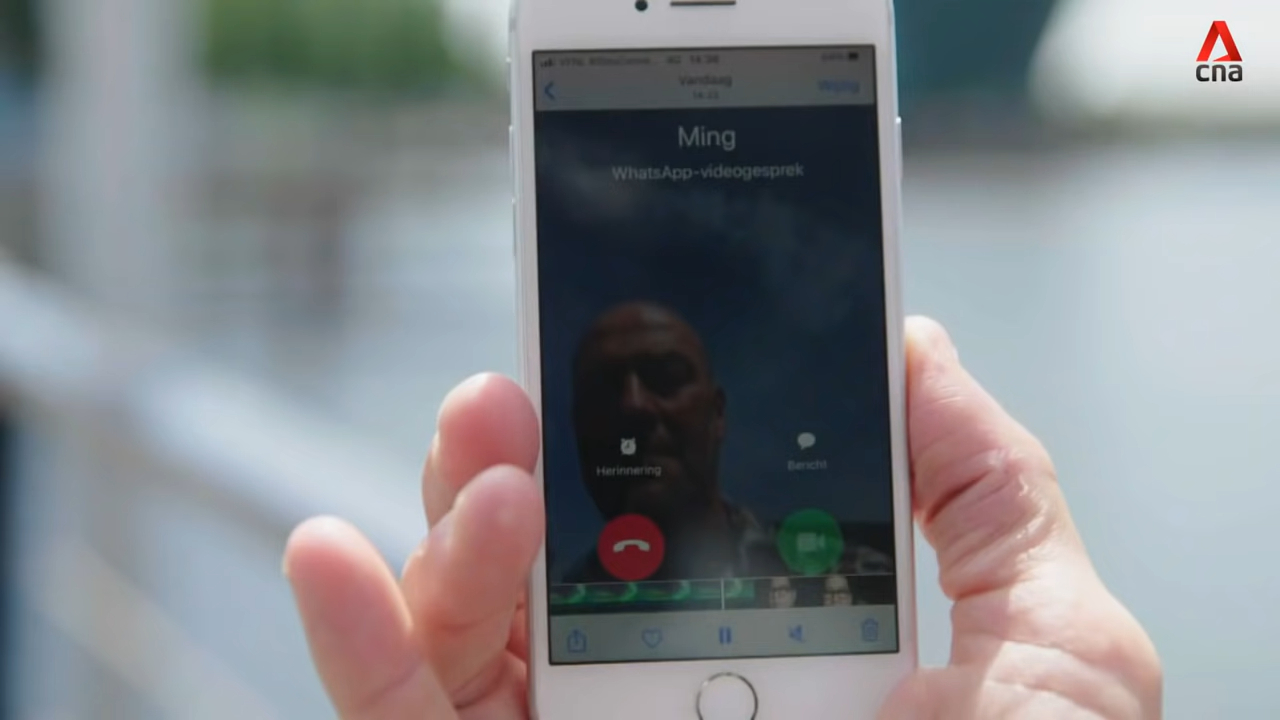 cna
Vandaag
Ming
WhatsApp-videogesprek
Herinnering
Bericht